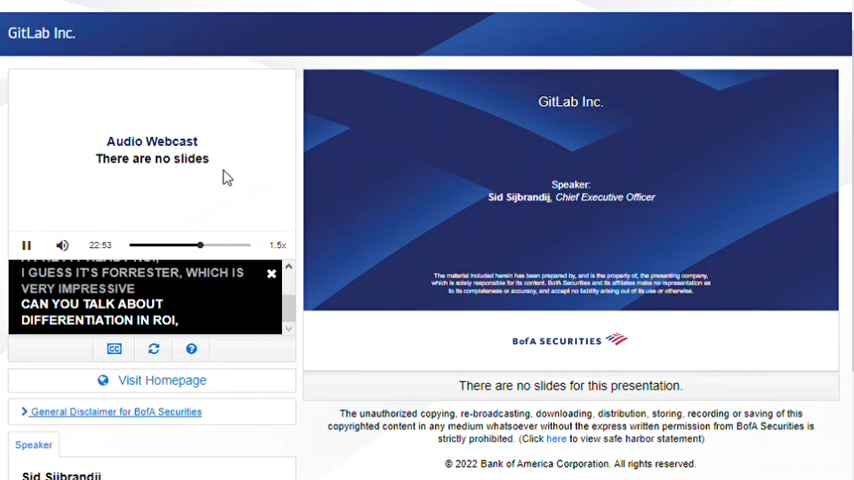 GitLab Inc.
Audio Webcast
There are no slides
22:53
1.5x
I GUESS IT'S FORRESTER, WHICH IS
VERY IMPRESSIVE
CAN YOU TALK ABOUT
DIFFERENTIATION IN ROI,
CC
Visit Homepage
General Disclaimer for BofA Securities
Speaker
Sid Sijbrandij
GitLab Inc.
Speaker:
Sid Sijbrandij, Chief Executive Officer
The material included herein has been prepared by, and is the property of, the presenting company,
which is solely responsible for its content. BofA Securities and its affiliates make no representation as
to its completeness or accuracy, and accept no liability arising out of its use or otherwise.
BofA SECURITIES
There are no slides for this presentation.
The unauthorized copying, re-broadcasting, downloading, distribution, storing, recording or saving of this
copyrighted content in any medium whatsoever without the express written permission from BofA Securities is
strictly prohibited. (Click here to view safe harbor statement)
© 2022 Bank of America Corporation. All rights reserved.